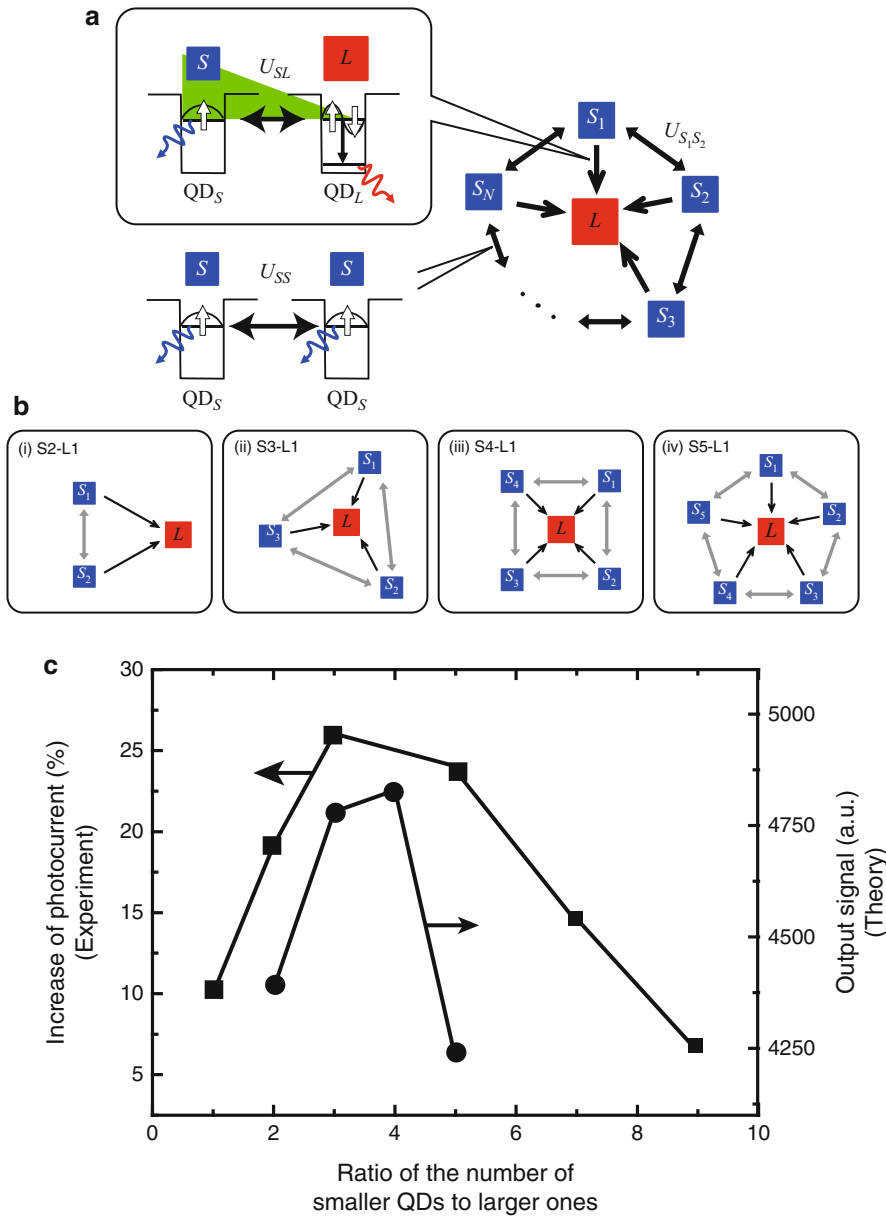 a
S
U_SL
L
QD_S
QD_L
S
U_SS
S
QD_S
QD_S
S_1
U_S_1S_2
S_N
L
S_2
S_3
b
(i) S2-L1
S_1
L
S_2
(ii) S3-L1
S_1
L
S_3
S_2
(iii) S4-L1
S_4
S_1
L
S_3
S_2
(iv) S5-L1
S_1
S_5
S_2
L
S_4
S_3
c
30
25
20
15
10
5
Increase of photocurrent (%)
(Experiment)
5000
4750
4500
4250
Output signal (a.u.)
(Theory)
0 2 4 6 8 10
Ratio of the number of
smaller QDs to larger ones